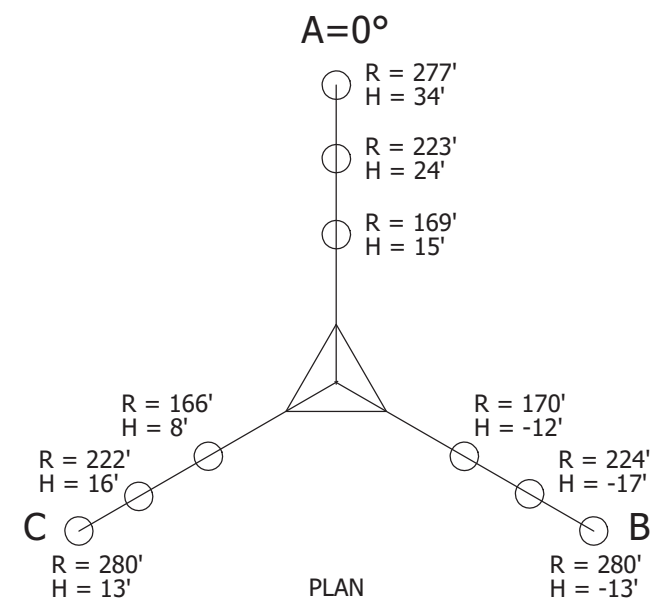 A=0°
R = 277'
H = 34'
R = 223'
H = 24'
R = 169'
H = 15'
R = 166'
H = 8'
R = 222'
H = 16'
C
R = 280'
H = 13'
R = 170'
H = -12'
R = 224'
H = -17'
B
R = 280'
H = -13'
PLAN